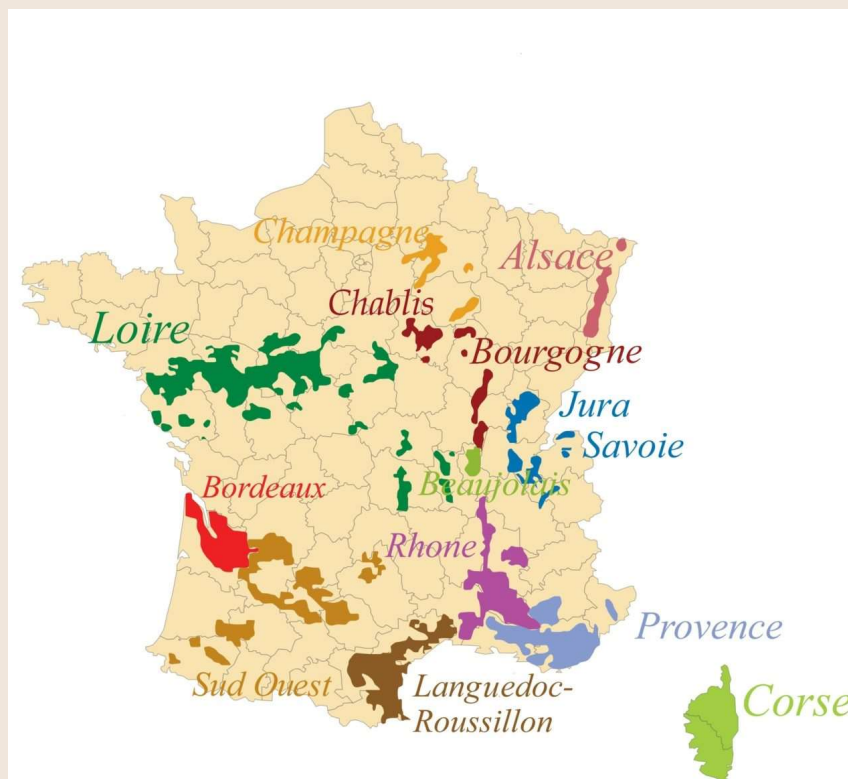 Champagne
Alsace
Chablis
Loire
Bourgogne
Jura
Savoie
Bordeaux
Beaujolais
Rhone
Provence
Sud Ouest
Languedoc-
Roussillon
Corse